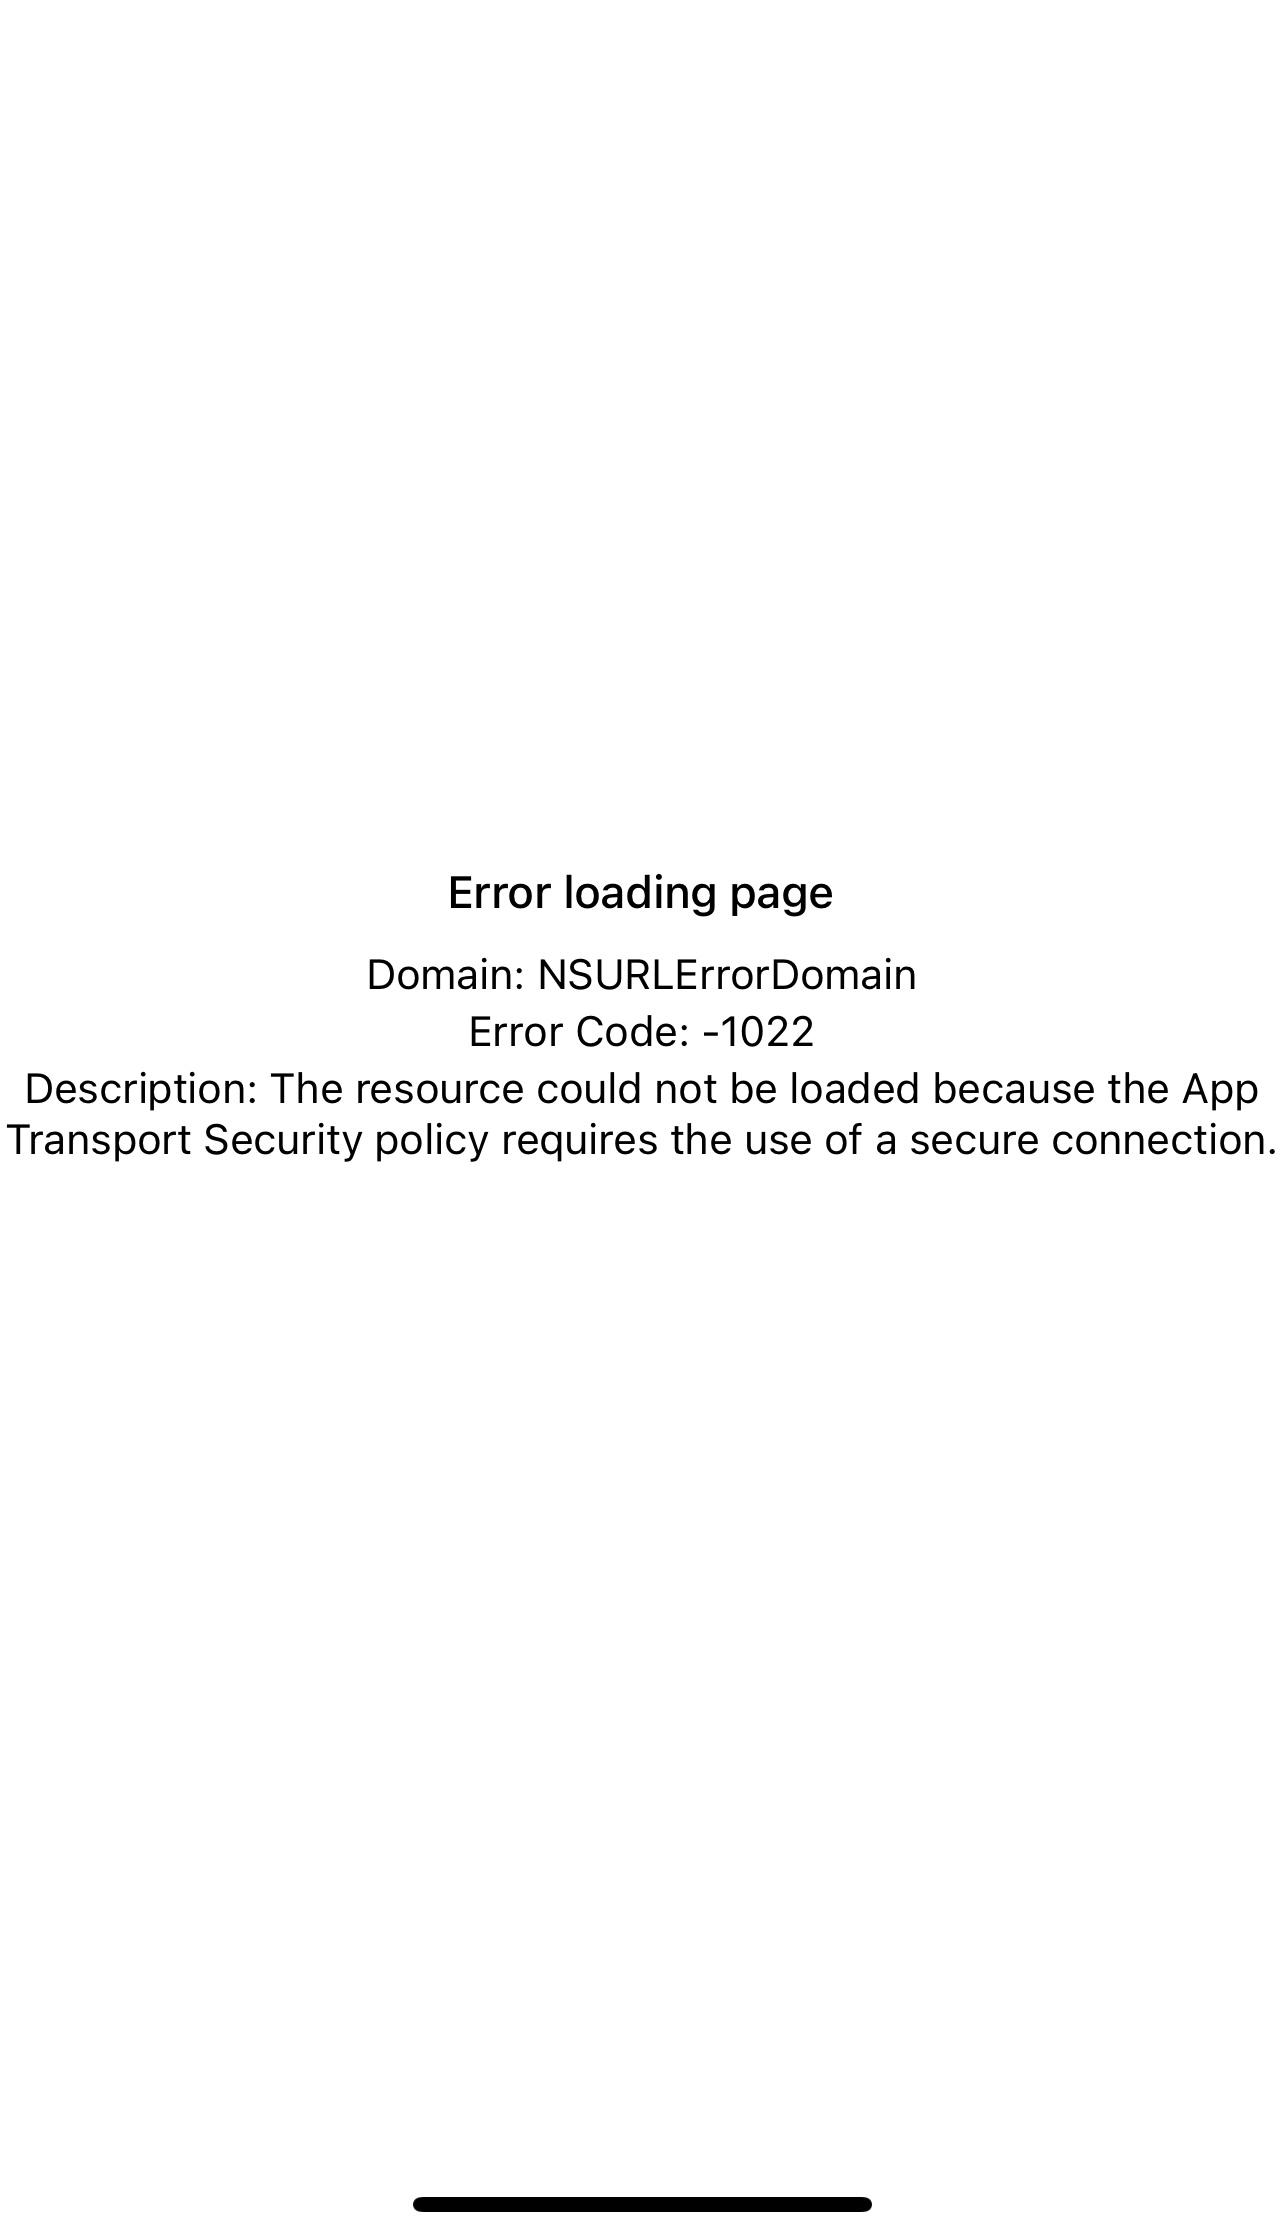 Error loading page
Domain: NSURLErrorDomain
Error Code: -1022
Description: The resource could not be loaded because the App
Transport Security policy requires the use of a secure connection.